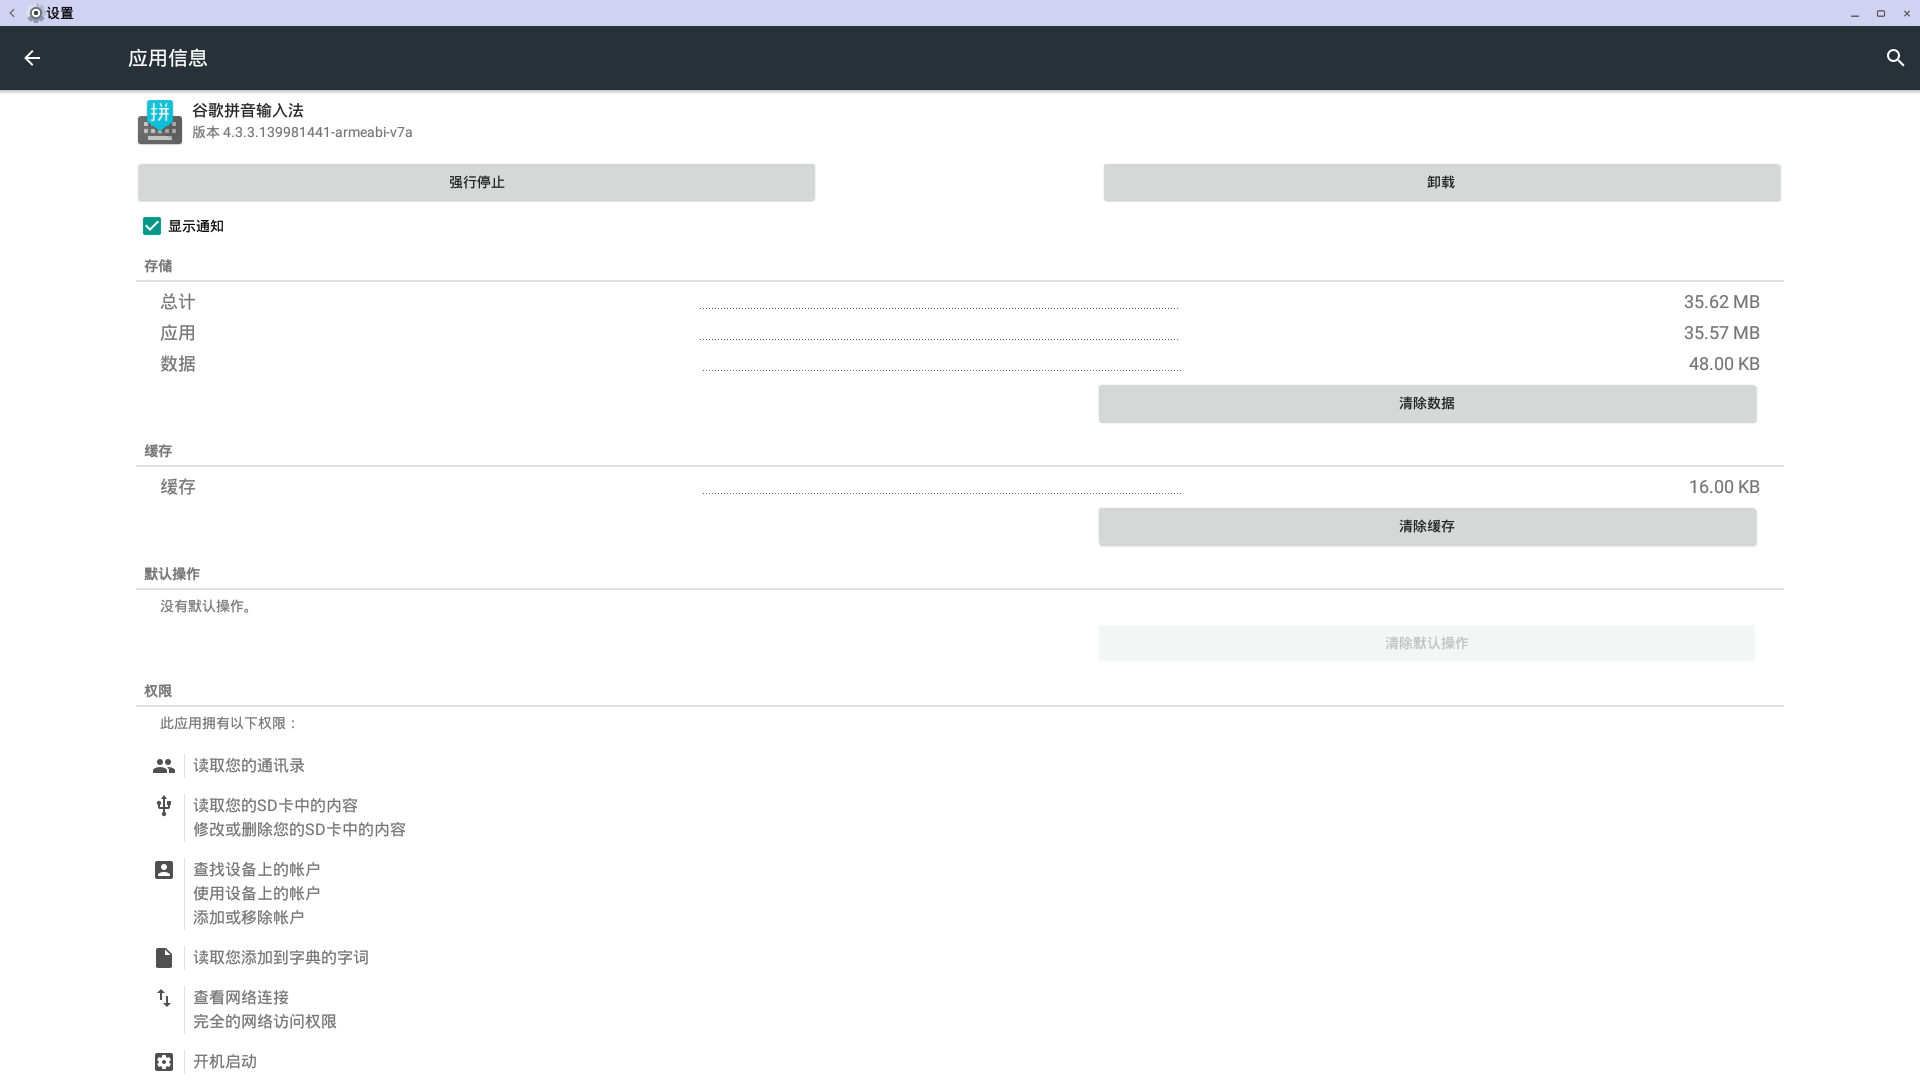 设置
应用信息
谷歌拼音输入法
版本 4.3.3.139981441-armeabi-v7a
强行停止
卸载
显示通知
存储
总计 35.62 MB
应用 35.57 MB
数据 48.00 KB
清除数据
缓存
缓存 16.00 KB
清除缓存
默认操作
没有默认操作。
清除默认操作
权限
此应用拥有以下权限：
读取您的通讯录
读取您的SD卡中的内容
修改或删除您的SD卡中的内容
查找设备上的帐户
使用设备上的帐户
添加或移除帐户
读取您添加到字典的字词
查看网络连接
完全的网络访问权限
开机启动